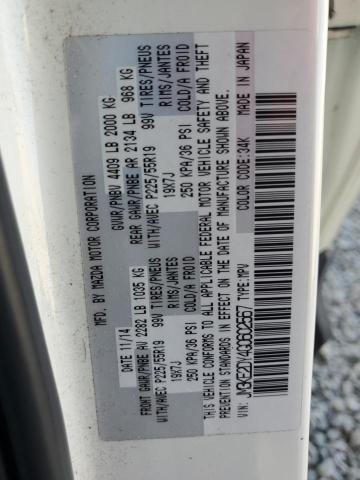 MFD. BY MAZDA MOTOR CORPORATION
DATE 11/14 GVWR/PNBV 4409 LB 2000 KG
FRONT GAWR/PNBE AV 2282 LB 1035 KG REAR GAWR/PNBE AR 2134 LB 968 KG
WITH/AVEC P225/55R19 99V TIRES/PNEUS WITH/AVEC P225/55R19 99V TIRES/PNEUS
19X7J RIMS/JANTES 19X7J RIMS/JANTES
250 KPA/36 PSI COLD/A FROID 250 KPA/36 PSI COLD/A FROID
THIS VEHICLE CONFORMS TO ALL APPLICABLE FEDERAL MOTOR VEHICLE SAFETY AND THEFT
PREVENTION STANDARDS IN EFFECT ON THE DATE OF MANUFACTURE SHOWN ABOVE.
VIN: JM3KE2DY4G0602667 TYPE:MPV COLOR CODE:34K MADE IN JAPAN